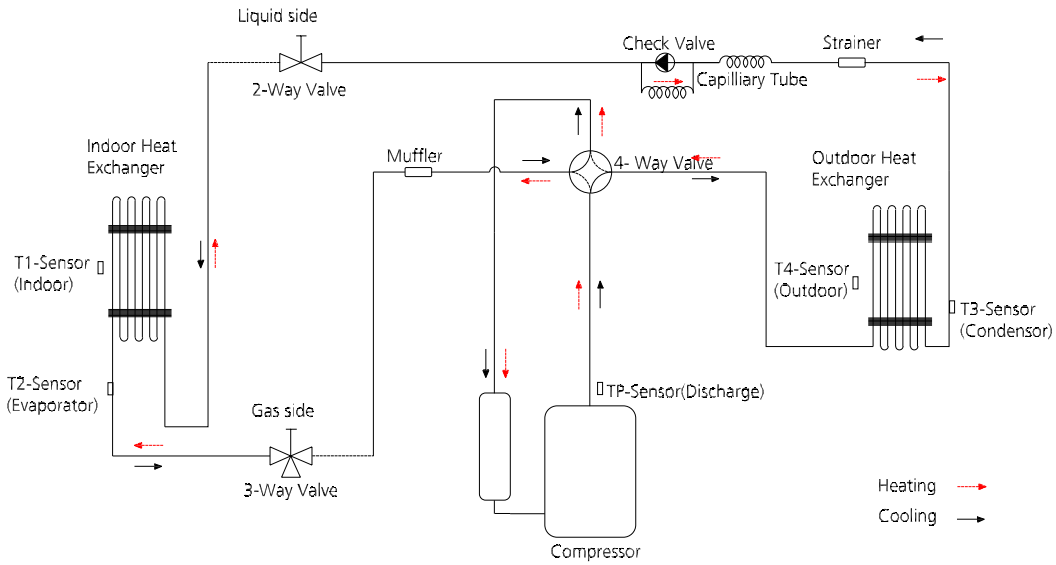 Liquid side
2-Way Valve
Check Valve
Capilliary Tube
Strainer
Indoor Heat
Exchanger
Muffler
4- Way Valve
Outdoor Heat
Exchanger
T1-Sensor
(Indoor)
T4-Sensor
(Outdoor)
T3-Sensor
(Condensor)
T2-Sensor
(Evaporator)
TP-Sensor(Discharge)
Gas side
3-Way Valve
Compressor
Heating
Cooling